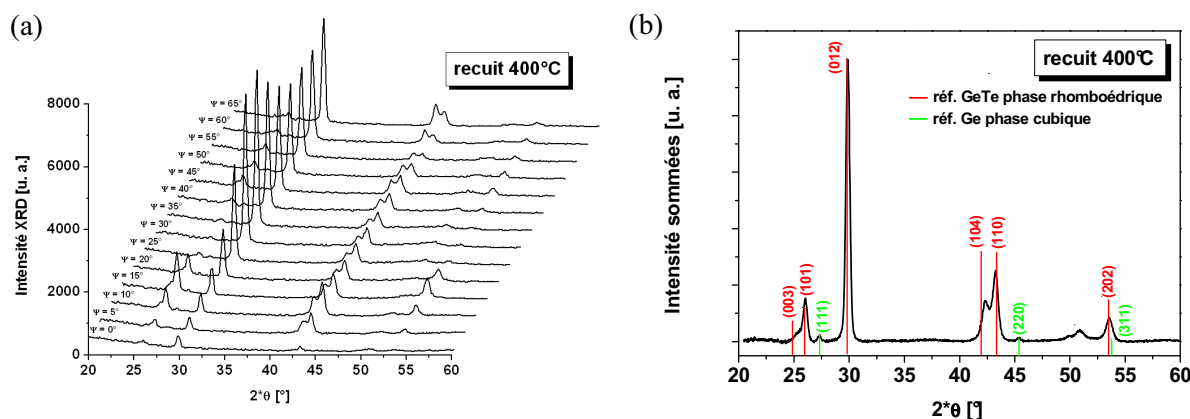 (a)
recuit 400°C
Intensité XRD [u. a.]
8000
6000
4000
2000
0
Ψ = 65°
Ψ = 60°
Ψ = 55°
Ψ = 50°
Ψ = 45°
Ψ = 40°
Ψ = 35°
Ψ = 30°
Ψ = 25°
Ψ = 20°
Ψ = 15°
Ψ = 10°
Ψ = 5°
Ψ = 0°
20 25 30 35 40 45 50 55 60
2*θ [°]
(b)
recuit 400°C
réf. GeTe phase rhomboédrique
réf. Ge phase cubique
Intensité sommées [u. a.]
(003)
(101)
(111)
(012)
(104)
(110)
(220)
(202)
(311)
20 25 30 35 40 45 50 55 60
2*θ [°]